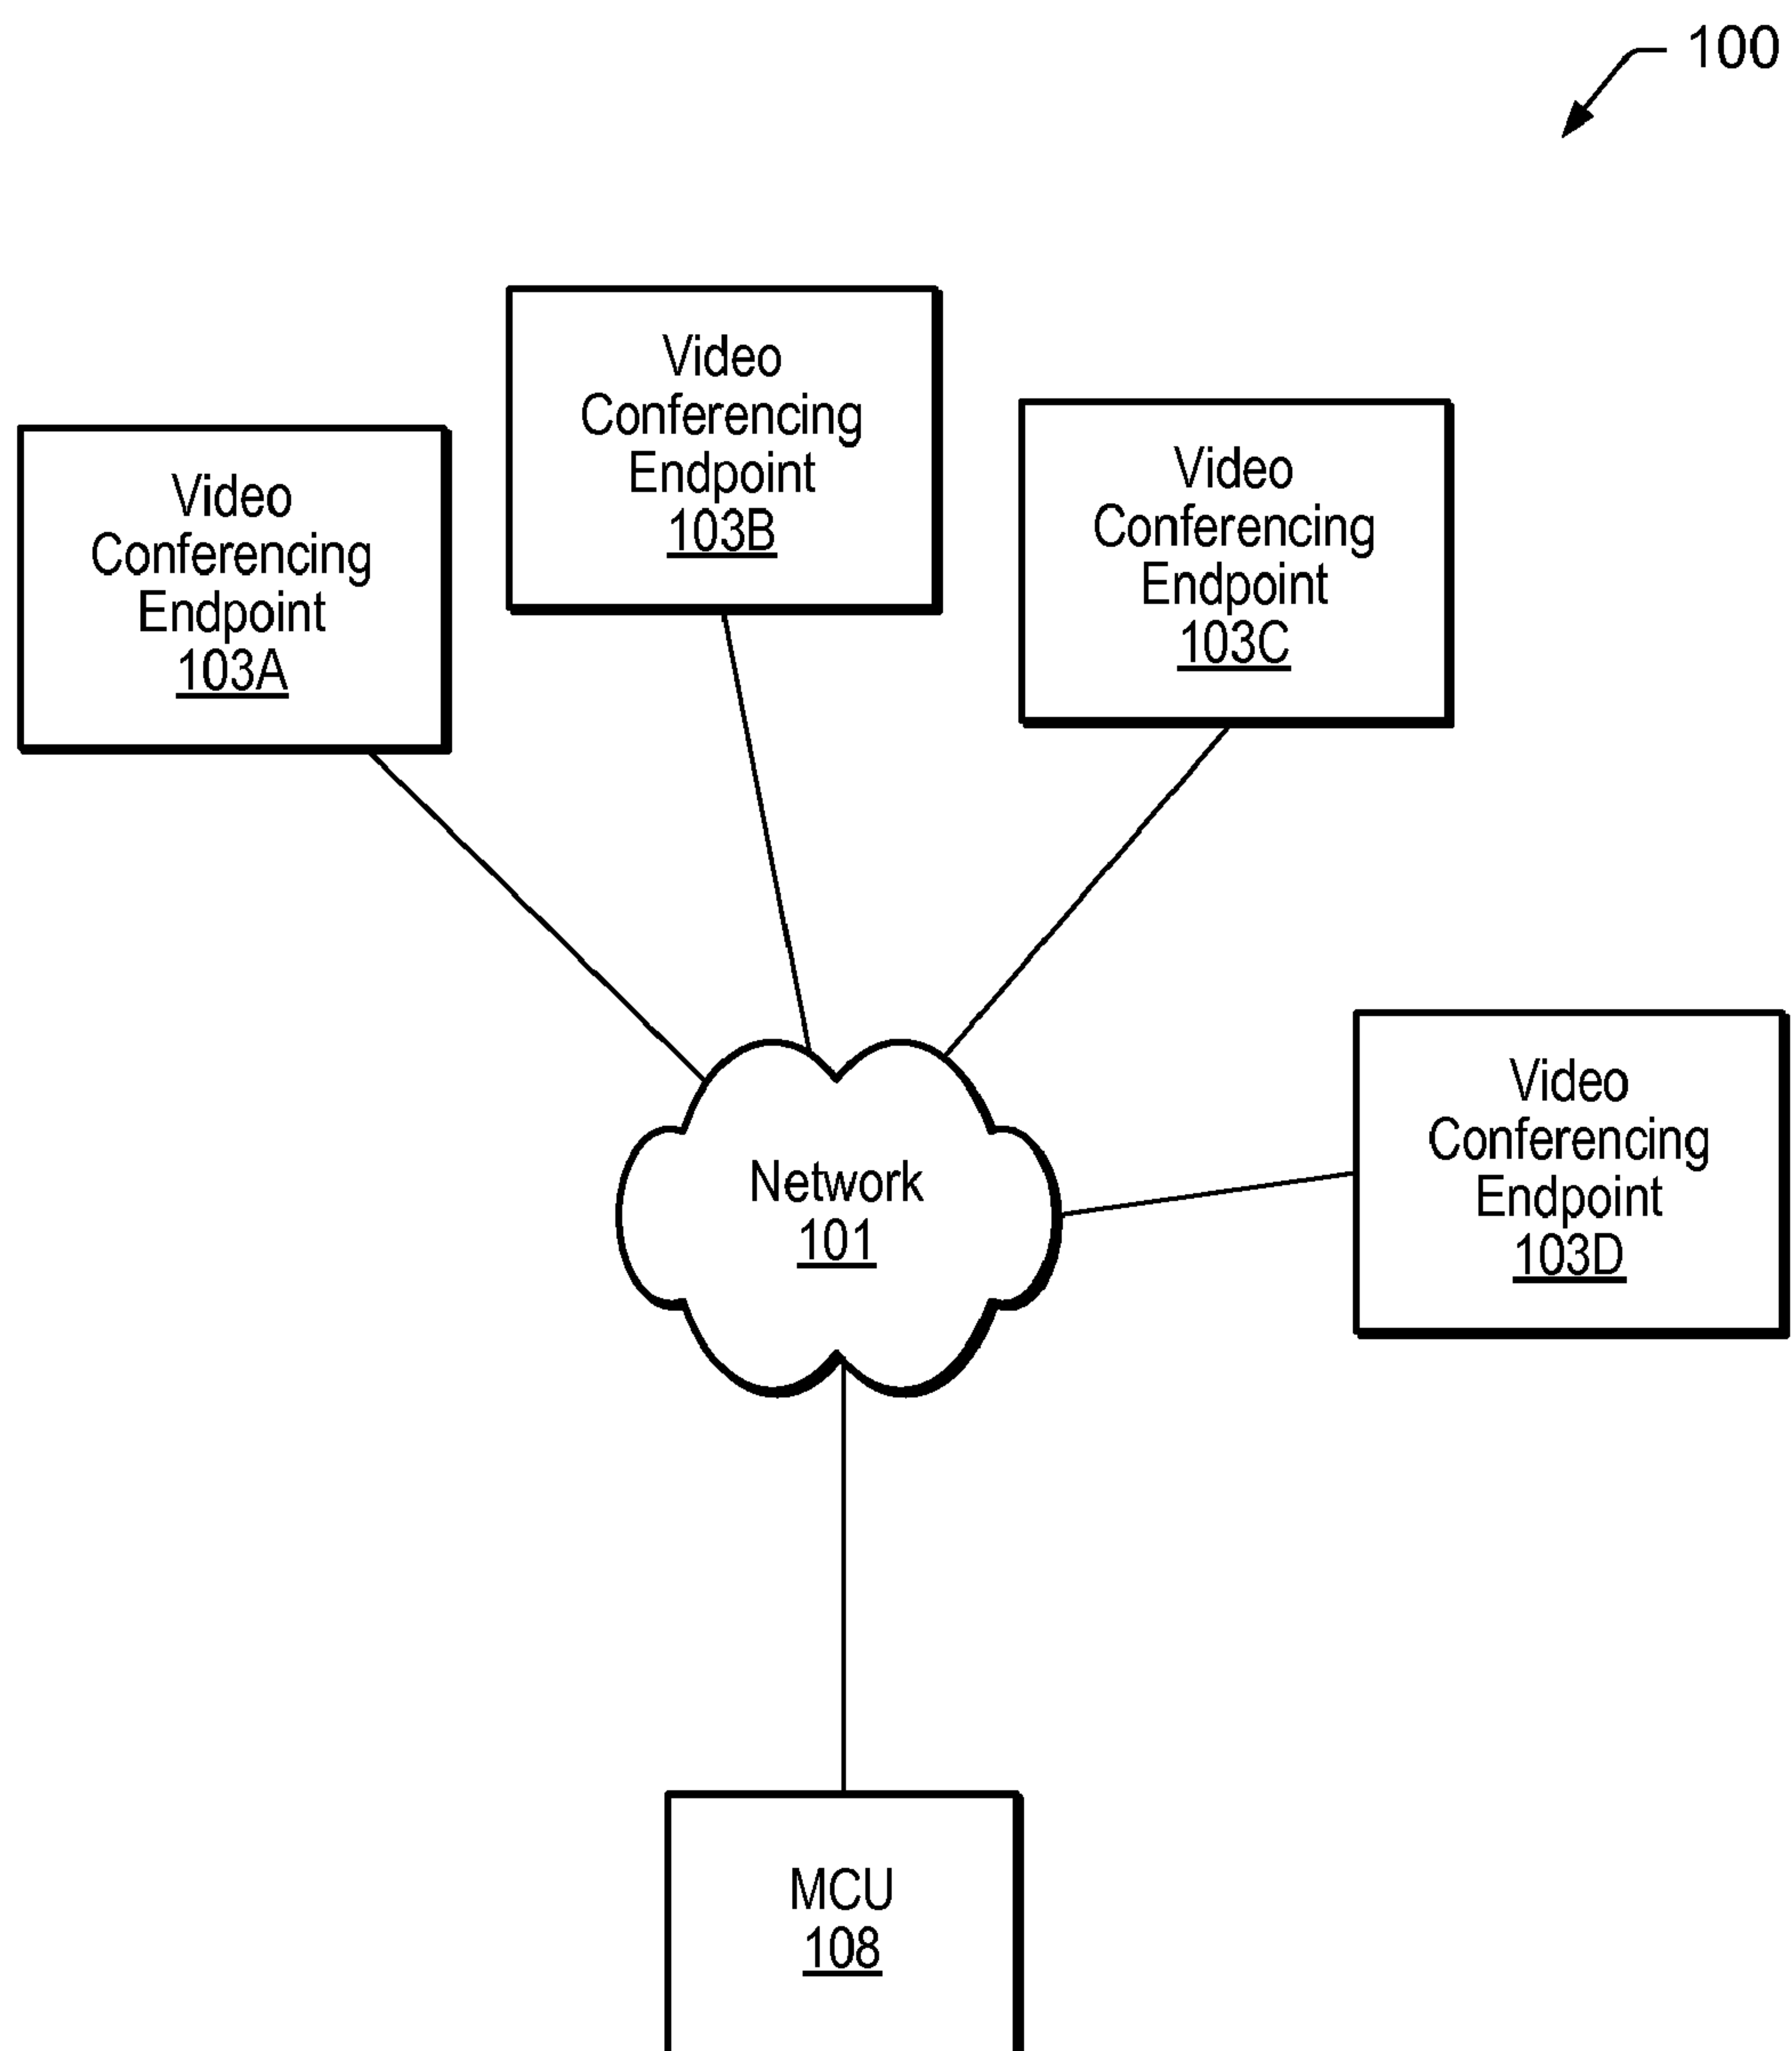 100
Video
Conferencing
Endpoint
103A
Video
Conferencing
Endpoint
103B
Video
Conferencing
Endpoint
103C
Video
Conferencing
Endpoint
103D
Network
101
MCU
108